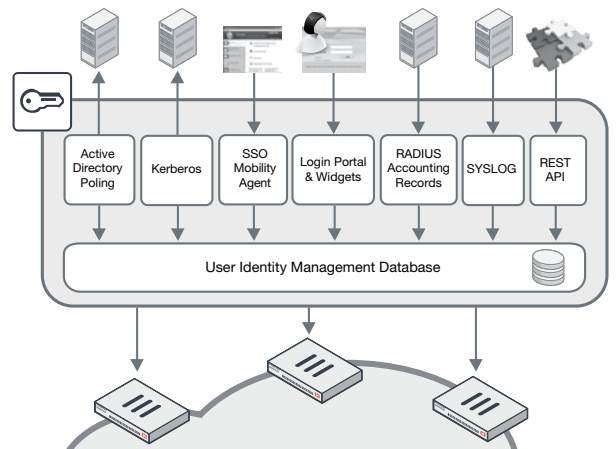 Active
Directory
Poling
Kerberos
SSO
Mobility
Agent
Login Portal
& Widgets
RADIUS
Accounting
Records
SYSLOG
REST
API
User Identity Management Database